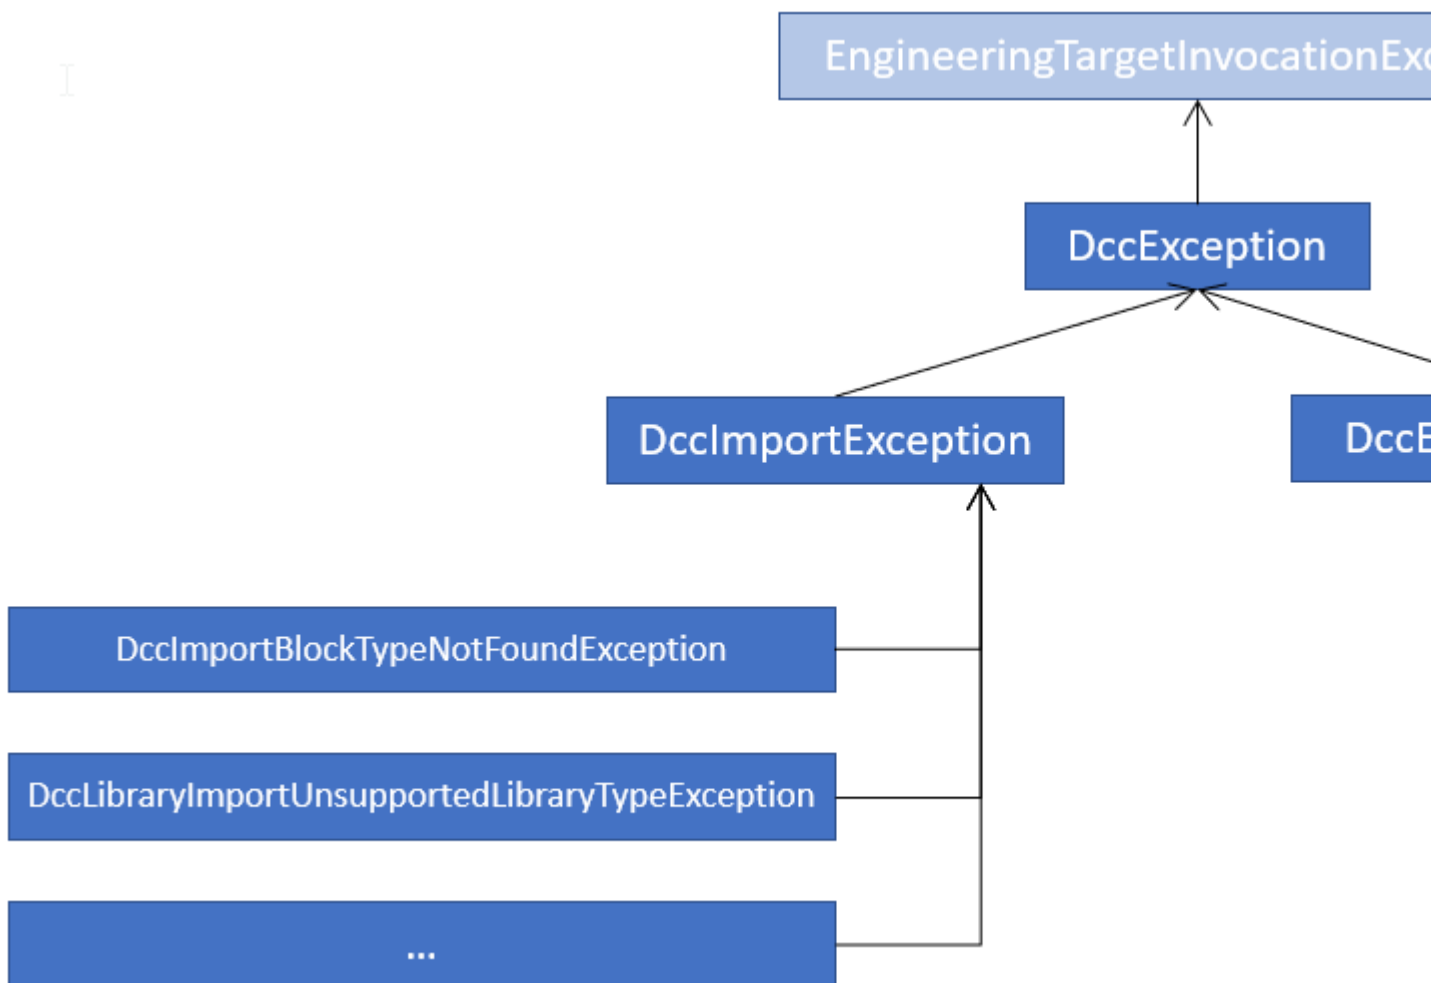 EngineeringTargetInvocationExc
DccException
DccImportException
DccE
DccImportBlockTypeNotFoundException
DccLibraryImportUnsupportedLibraryTypeException
...